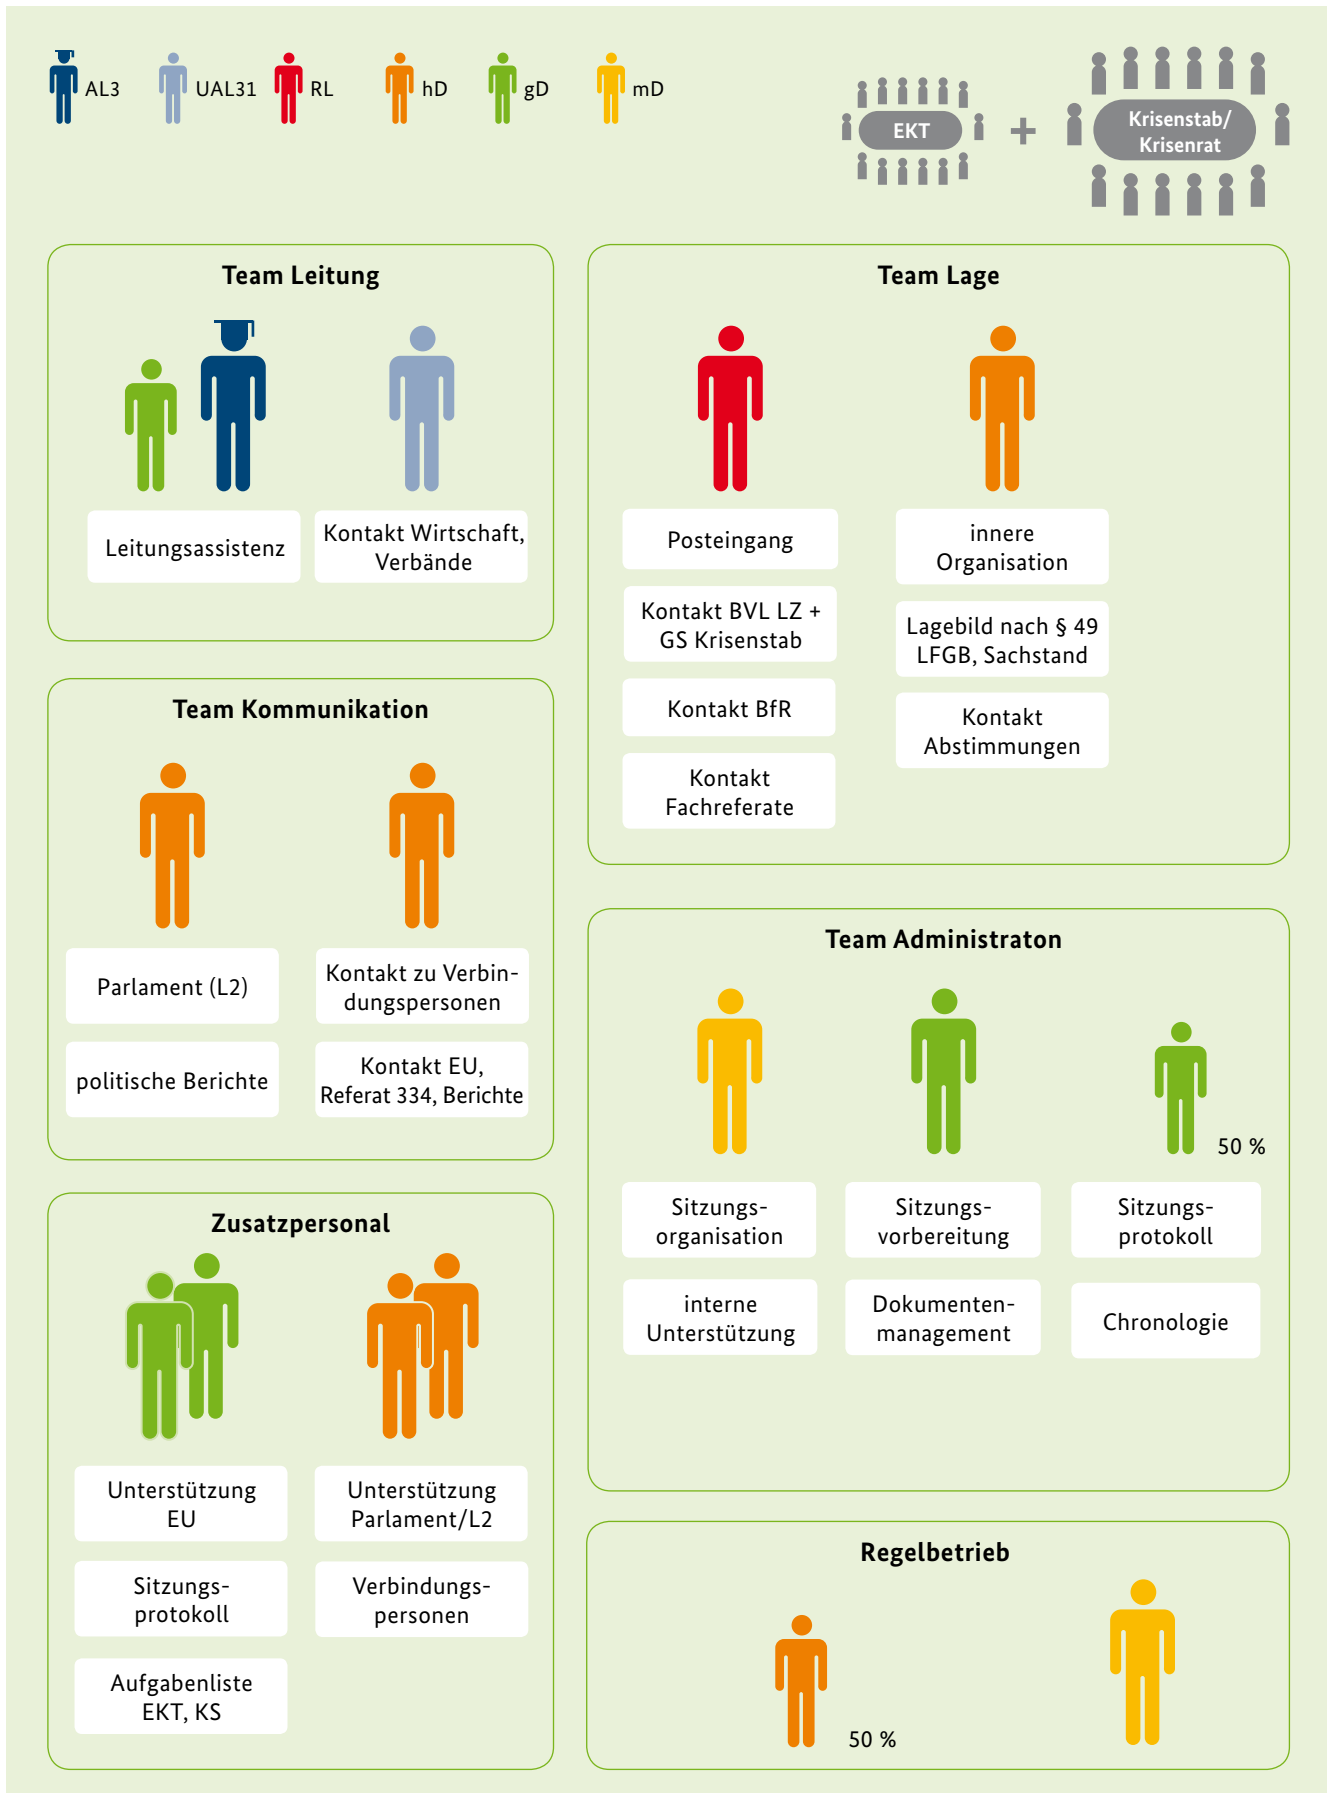 AL3
UAL31
RL
hD
gD
mD
EKT
Krisenstab/
Krisenrat
Team Leitung
Leitungsassistenz
Kontakt Wirtschaft,
Verbände
Team Lage
Posteingang
Kontakt BVL LZ +
GS Krisenstab
Kontakt BfR
Kontakt
Fachreferate
innere
Organisation
Lagebild nach § 49
LFGB, Sachstand
Kontakt
Abstimmungen
Team Kommunikation
Parlament (L2)
politische Berichte
Kontakt zu Verbin-
dungspersonen
Kontakt EU,
Referat 334, Berichte
Team Administraton
50 %
Sitzungs-
organisation
interne
Unterstützung
Sitzungs-
vorbereitung
Dokumenten-
management
Sitzungs-
protokoll
Chronologie
Zusatzpersonal
Unterstützung
EU
Sitzungs-
protokoll
Aufgabenliste
EKT, KS
Unterstützung
Parlament/L2
Verbindungs-
personen
Regelbetrieb
50 %